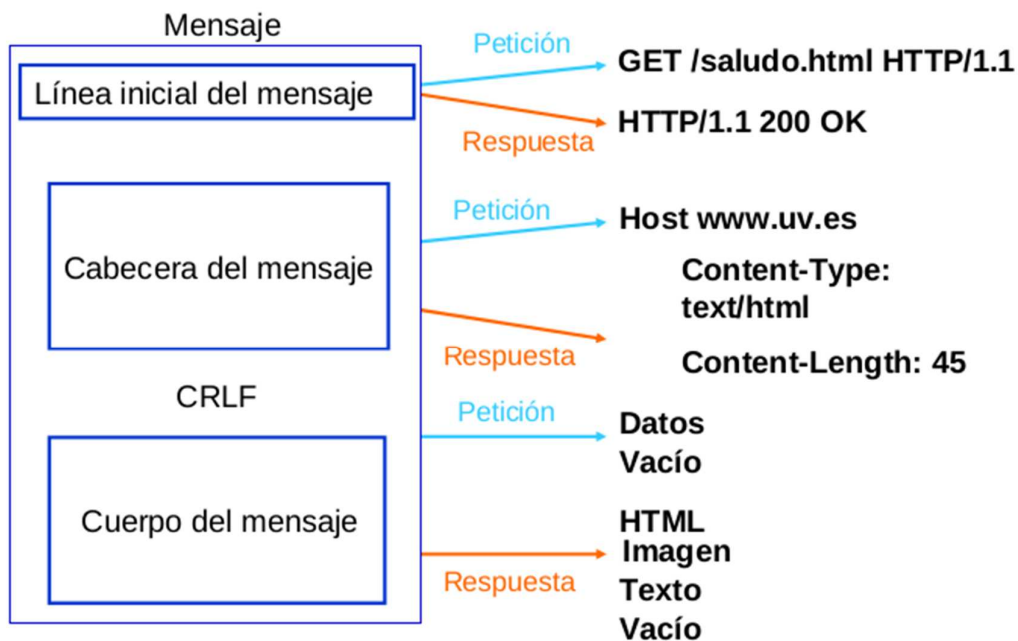 Mensaje
Línea inicial del mensaje
Petición
GET /saludo.html HTTP/1.1
Respuesta
HTTP/1.1 200 OK
Cabecera del mensaje
Petición
Host www.uv.es
Respuesta
Content-Type:
text/html
Content-Length: 45
CRLF
Cuerpo del mensaje
Petición
Datos
Vacío
Respuesta
HTML
Imagen
Texto
Vacío